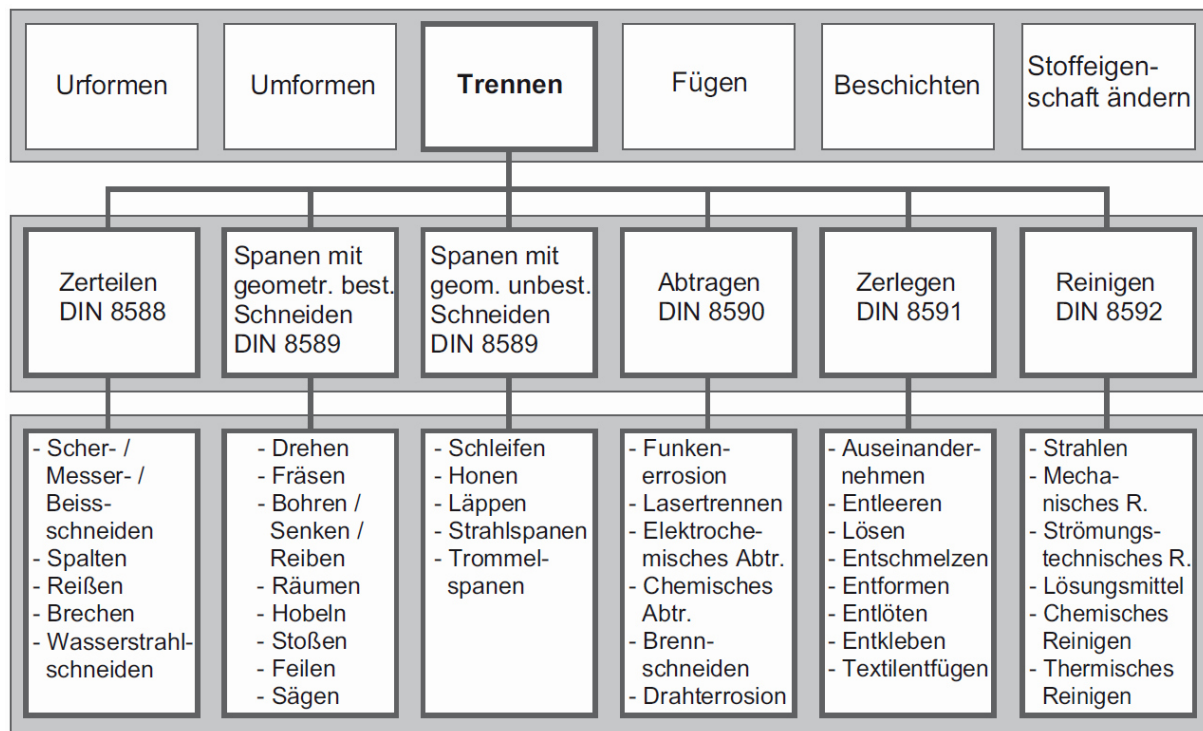 Urformen
Umformen
Trennen
Fügen
Beschichten
Stoffeigen-
schaft ändern
Zerteilen
DIN 8588
Spanen mit
geometr. best.
Schneiden
DIN 8589
Spanen mit
geom. unbest.
Schneiden
DIN 8589
Abtragen
DIN 8590
Zerlegen
DIN 8591
Reinigen
DIN 8592
- Scher- /
Messer- /
Beiss-
schneiden
- Spalten
- Reißen
- Brechen
- Wasserstrahl-
schneiden
- Drehen
- Fräsen
- Bohren /
Senken /
Reiben
- Räumen
- Hobeln
- Stoßen
- Feilen
- Sägen
- Schleifen
- Honen
- Läppen
- Strahlspanen
- Trommel-
spanen
- Funken-
errosion
- Lasertrennen
- Elektroche-
misches Abtr.
- Chemisches
Abtr.
- Brenn-
schneiden
- Drahterrosion
- Auseinander-
nehmen
- Entleeren
- Lösen
- Entschmelzen
- Entformen
- Entlöten
- Entkleben
- Textilentfügen
- Strahlen
- Mecha-
nisches R.
- Strömungs-
technisches R.
- Lösungsmittel
- Chemisches
Reinigen
- Thermisches
Reinigen